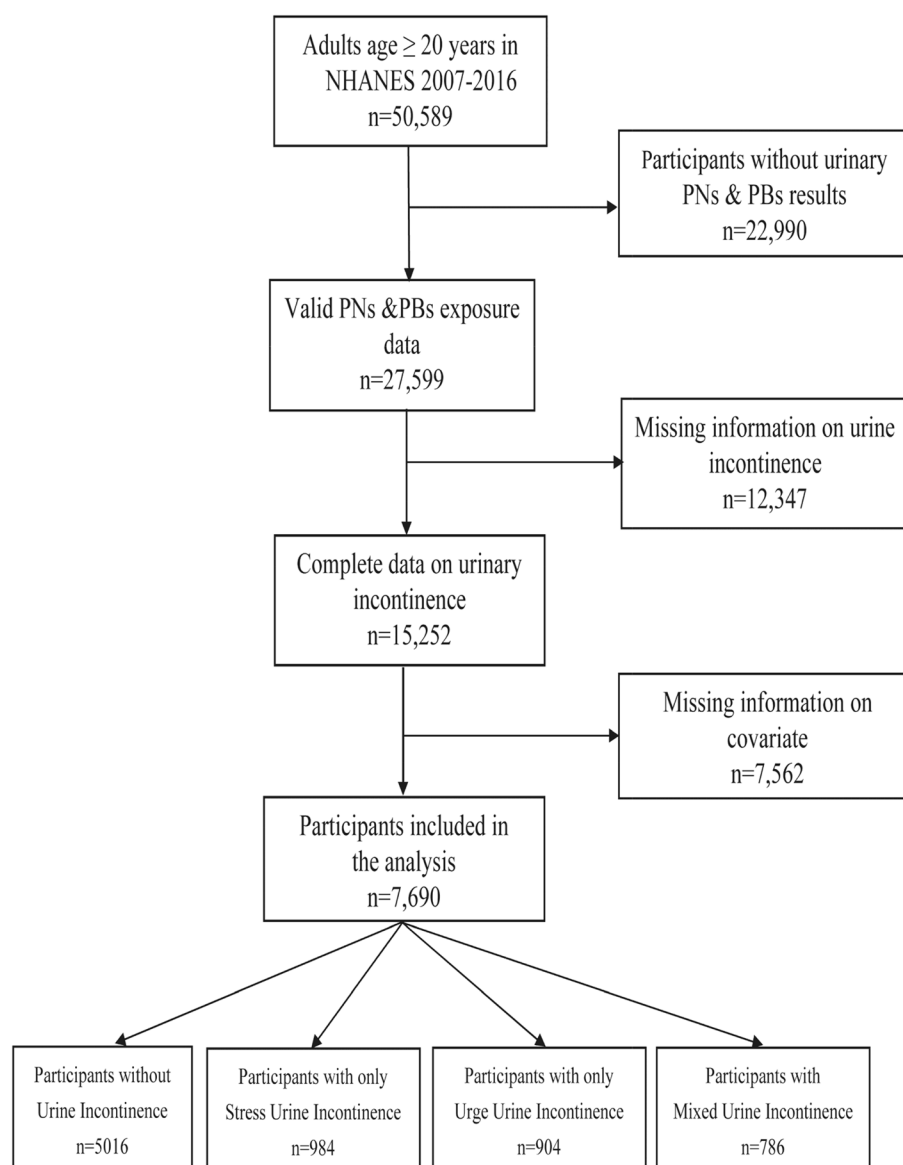 Adults age ≥ 20 years in
NHANES 2007-2016
n=50,589
Participants without urinary
PNs & PBs results
n=22,990
Valid PNs &PBs exposure
data
n=27,599
Missing information on urine
incontinence
n=12,347
Complete data on urinary
incontinence
n=15,252
Missing information on
covariate
n=7,562
Participants included in
the analysis
n=7,690
Participants without
Urine Incontinence
n=5016
Participants with only
Stress Urine Incontinence
n=984
Participants with only
Urge Urine Incontinence
n=904
Participants with
Mixed Urine Incontinence
n=786